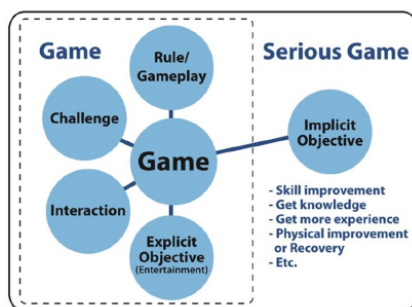 Game
Rule/
Gameplay
Challenge
Game
Interaction
Explicit
Objective
(Entertainment)
Serious Game
Implicit
Objective
- Skill improvement
- Get knowledge
- Get more experience
- Physical improvement
or Recovery
- Etc.